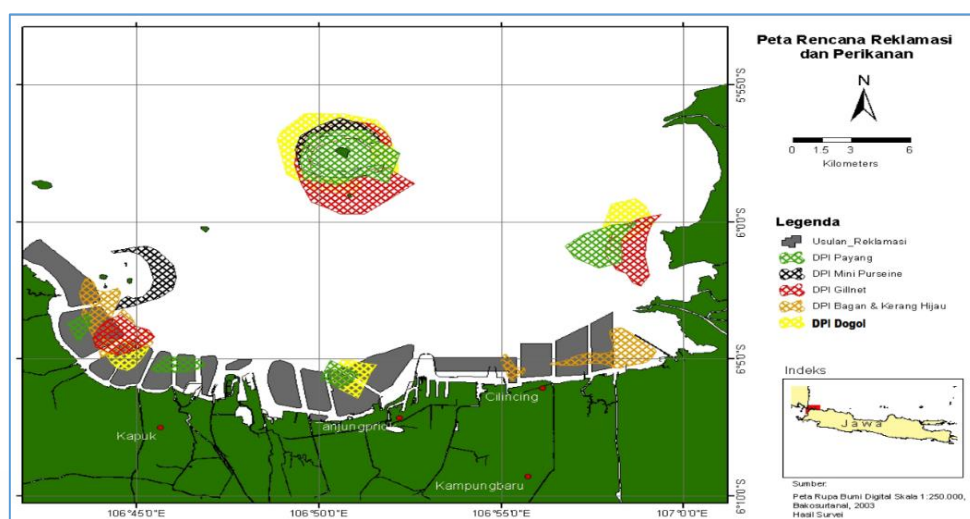 Peta Rencana Reklamasi
dan Perikanan
N
0 1.5 3 6
Kilometers
Legenda
Usulan_Reklamasi
DPI Payang
DPI Mini Purseine
DPI Gillnet
DPI Bagan & Kerang Hijau
DPI Dogol
Indeks
Jawa
Sumber:
Peta Rupa Bumi Digital Skala 1:250.000,
Bakosurtanal, 2003
Hasil Survei
5°55'0"S
6°0'0"S
6°5'0"S
6°10'0"S
Kapuk
anjungpriol
Cilincing
Kampungbaru
106°45'0"E 106°50'0"E 106°55'0"E 107°0'0"E